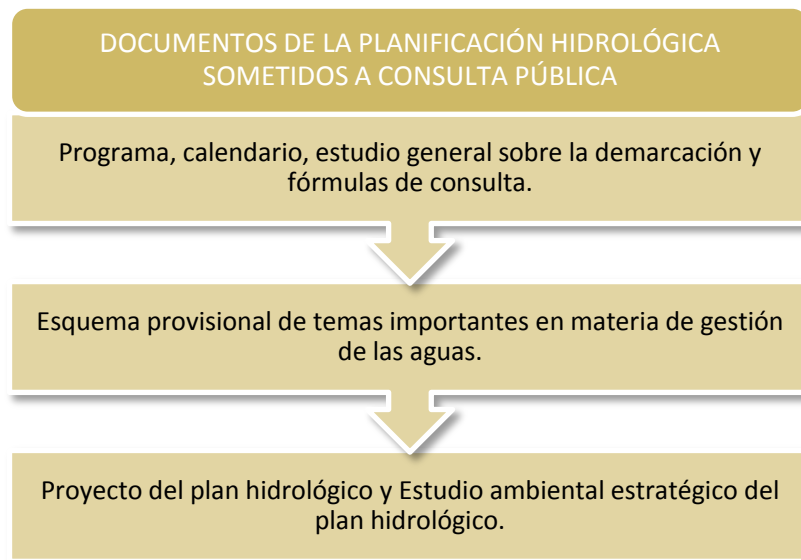 DOCUMENTOS DE LA PLANIFICACIÓN HIDROLÓGICA
SOMETIDOS A CONSULTA PÚBLICA
Programa, calendario, estudio general sobre la demarcación y
fórmulas de consulta.
Esquema provisional de temas importantes en materia de gestión
de las aguas.
Proyecto del plan hidrológico y Estudio ambiental estratégico del
plan hidrológico.